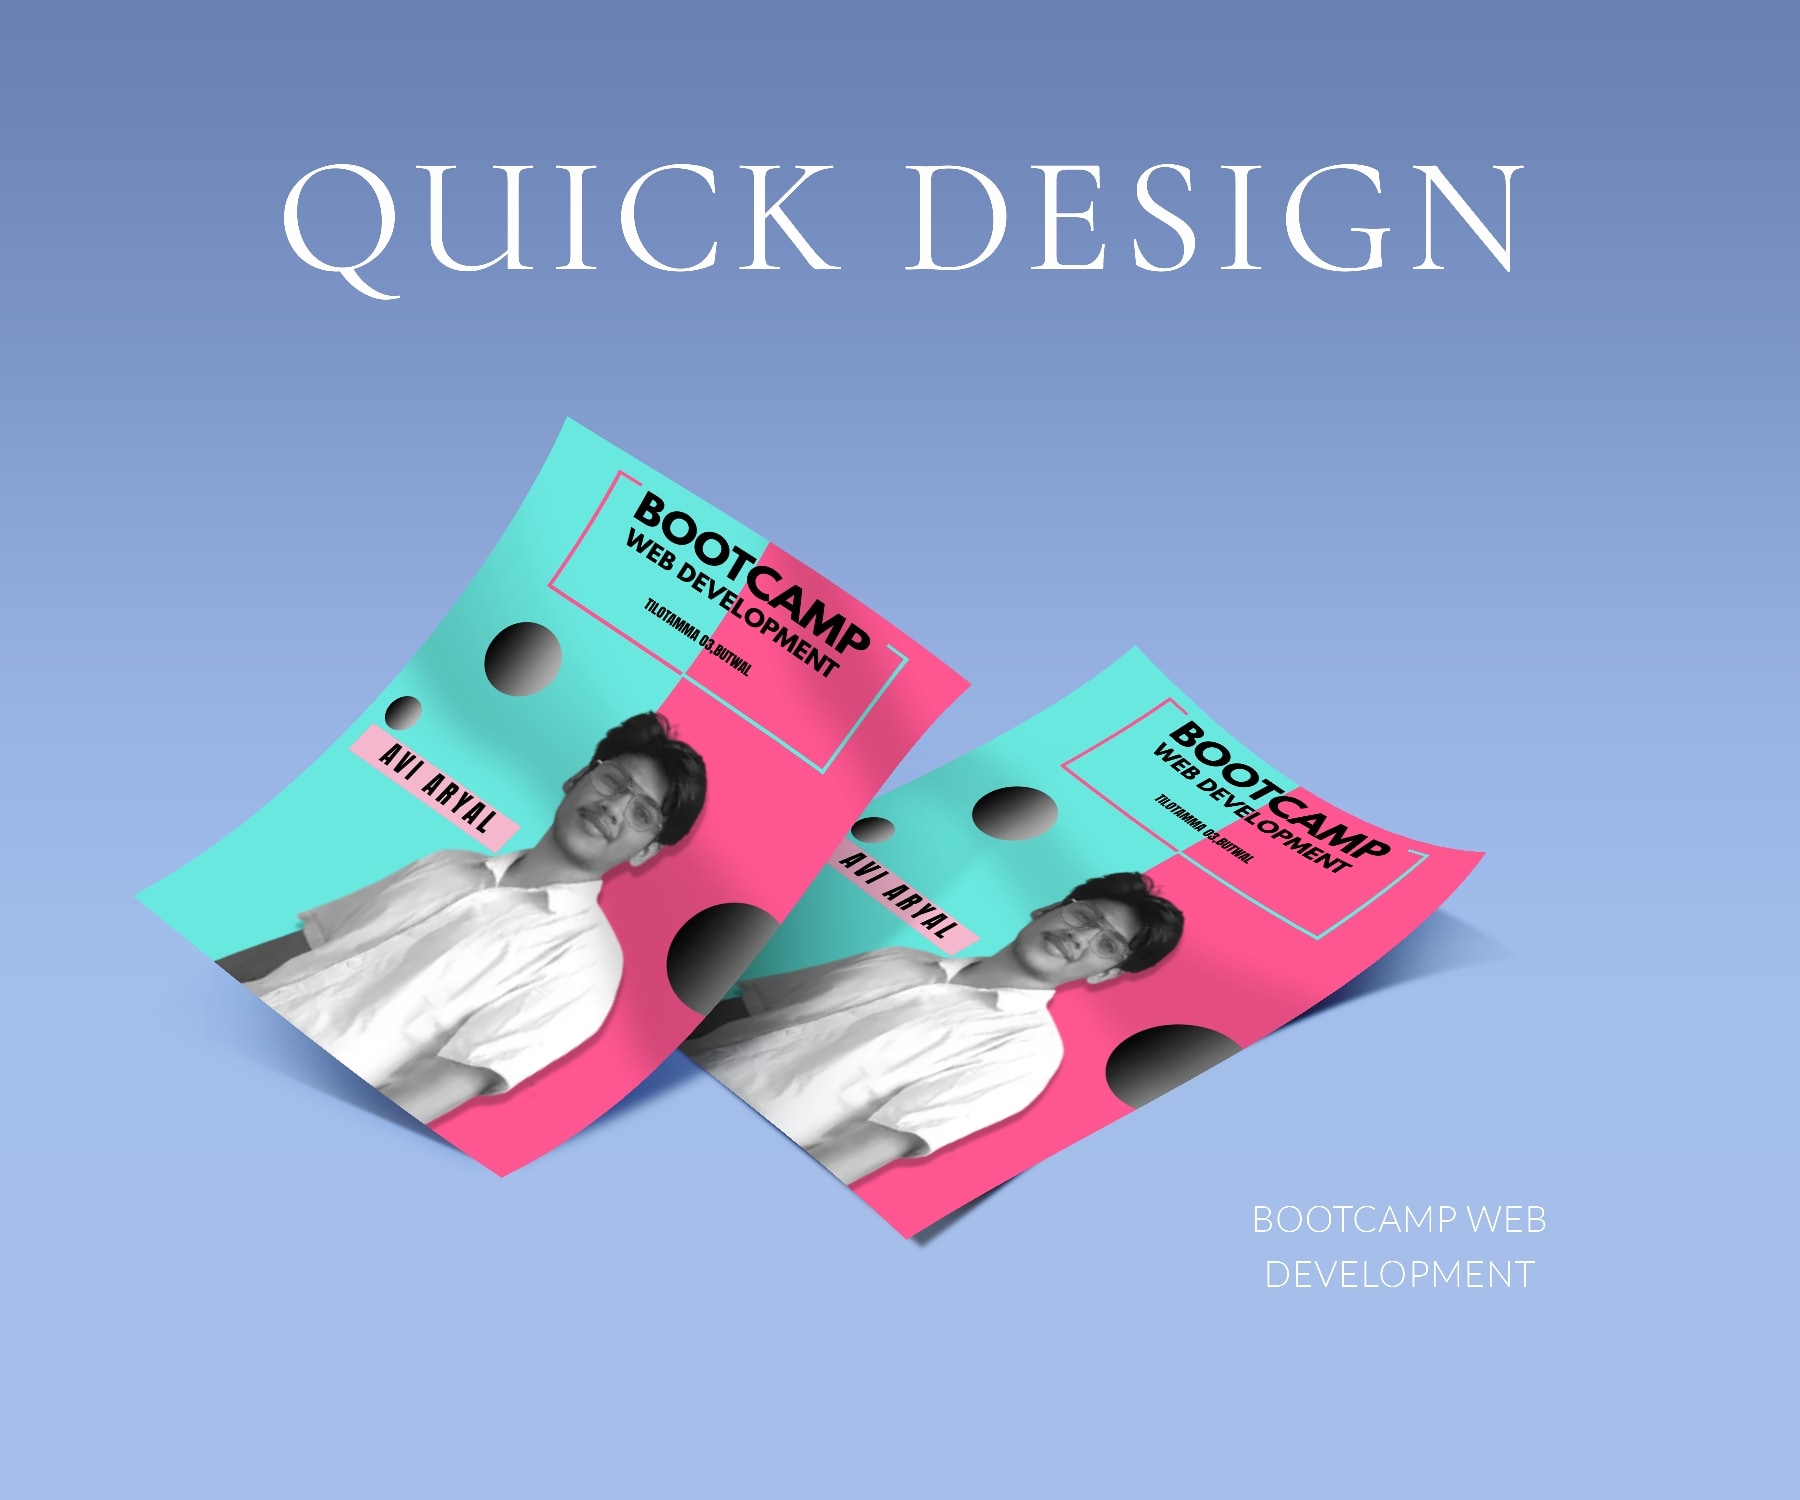 QUICK DESIGN
BOOTCAMP
WEB DEVELOPMENT
TILOTAMMA 03,BUTWAL
AVI ARYAL
BOOTCAMP
WEB DEVELOPMENT
TILOTAMMA 03,BUTWAL
AVI ARYAL
BOOTCAMP WEB
DEVELOPMENT